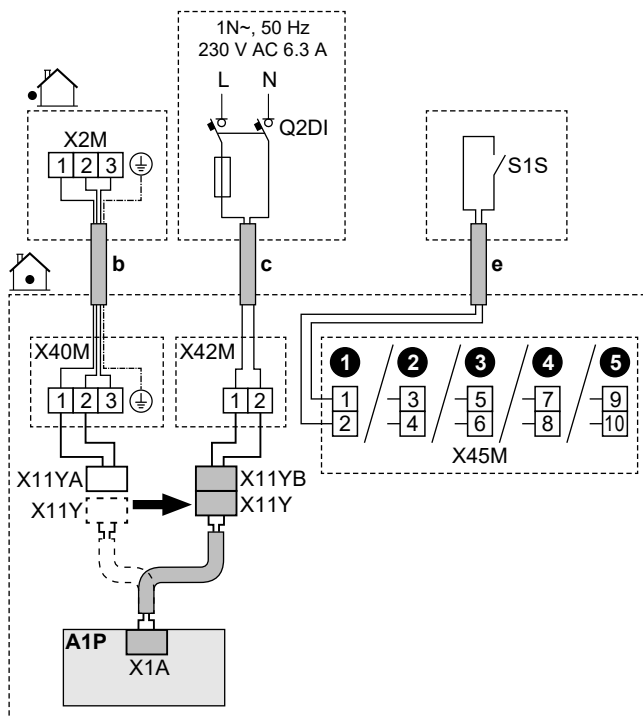 1N~, 50 Hz
230 V AC 6.3 A
L N
Q2DI
X2M
1 2 3
S1S
b
c
e
X40M
1 2 3
X42M
1 2
1 2 3 4 5
1 3 5 7 9
2 4 6 8 10
X45M
X11YA
X11YB
X11Y
X11Y
A1P
X1A